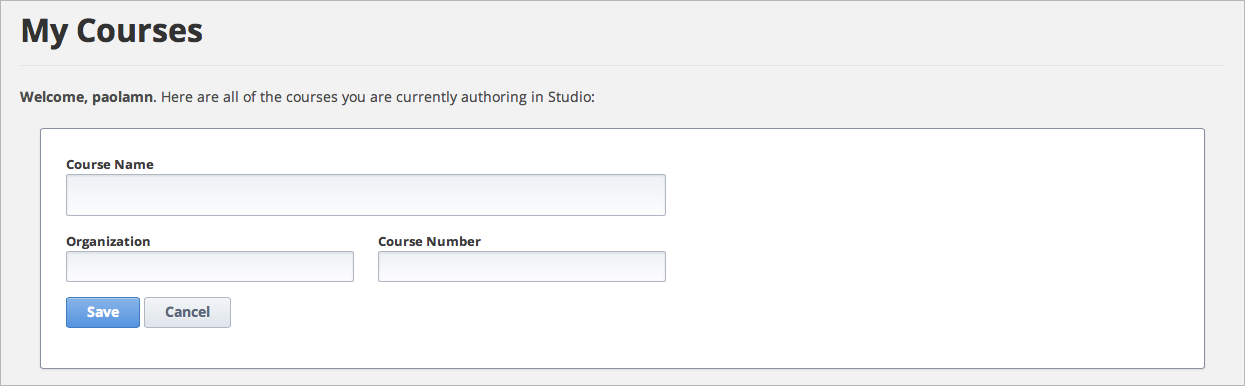 My Courses
Welcome, paolamn. Here are all of the courses you are currently authoring in Studio:
Course Name
Organization Course Number
Save Cancel